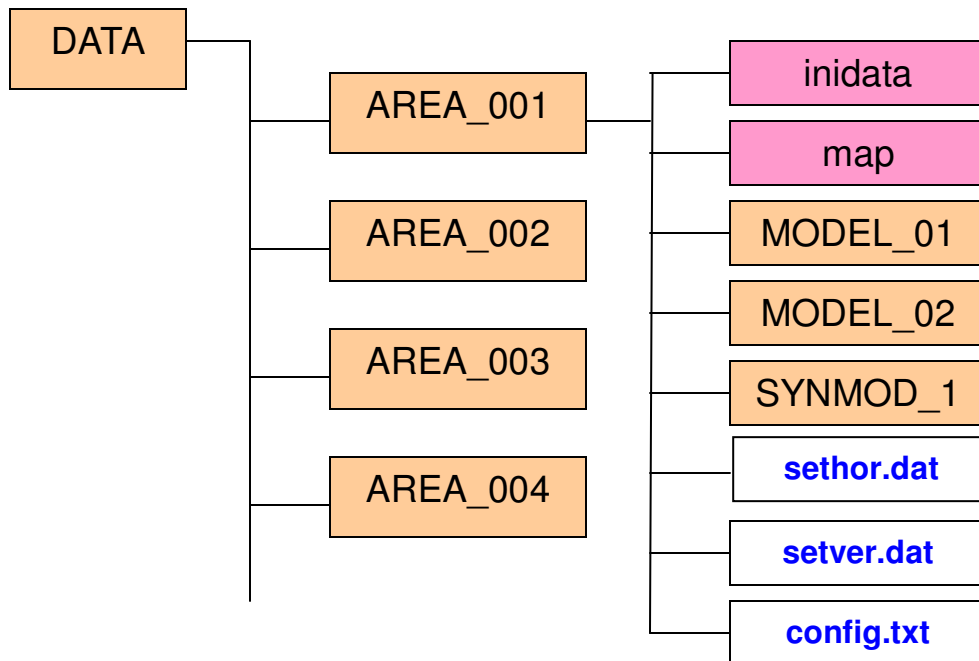 DATA
AREA_001
AREA_002
AREA_003
AREA_004
inidata
map
MODEL_01
MODEL_02
SYNMOD_1
sethor.dat
setver.dat
config.txt